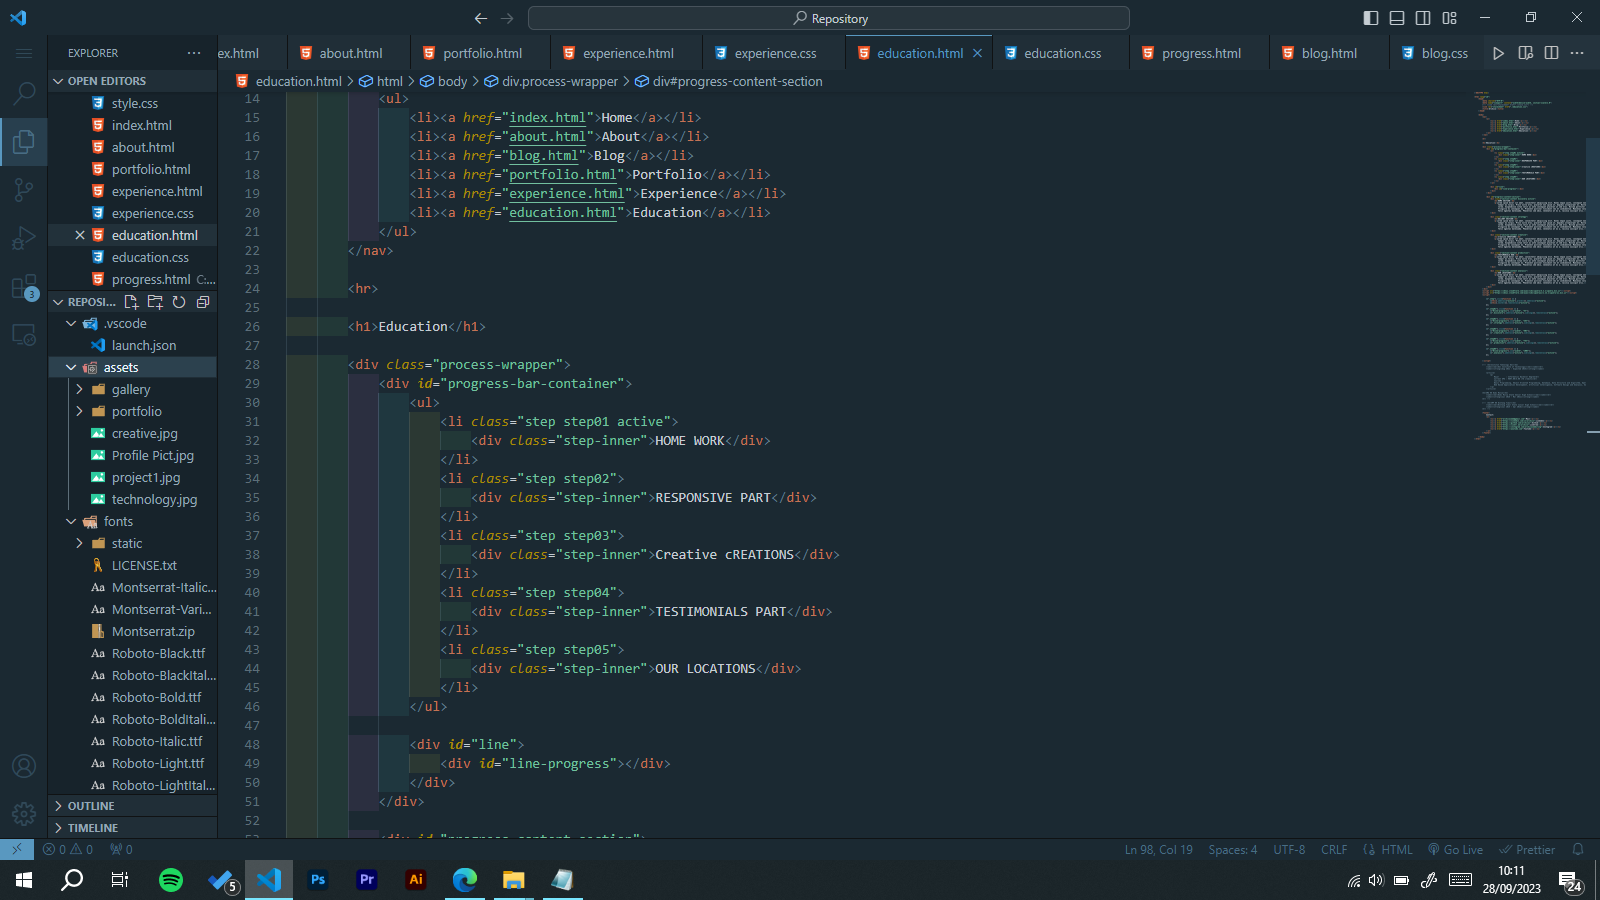 Repository
EXPLORER
ex.html
about.html
portfolio.html
experience.html
experience.css
education.html
education.css
progress.html
blog.html
blog.css
education.html > html > body > div.process-wrapper > div#progress-content-section
OPEN EDITORS
style.css
index.html
about.html
portfolio.html
experience.html
experience.css
education.html
education.css
progress.html C:...
REPOSI...
.vscode
launch.json
assets
gallery
portfolio
creative.jpg
Profile Pict.jpg
project1.jpg
technology.jpg
fonts
static
LICENSE.txt
Montserrat-Italic...
Montserrat-Vari...
Montserrat.zip
Roboto-Black.ttf
Roboto-BlackItal...
Roboto-Bold.ttf
Roboto-BoldItali...
Roboto-Italic.ttf
Roboto-Light.ttf
Roboto-LightItal...
OUTLINE
TIMELINE
3
14 <ul>
15 <li><a href="index.html">Home</a></li>
16 <li><a href="about.html">About</a></li>
17 <li><a href="blog.html">Blog</a></li>
18 <li><a href="portfolio.html">Portfolio</a></li>
19 <li><a href="experience.html">Experience</a></li>
20 <li><a href="education.html">Education</a></li>
21 </ul>
22 </nav>
23
24 <hr>
25
26 <h1>Education</h1>
27
28 <div class="process-wrapper">
29 <div id="progress-bar-container">
30 <ul>
31 <li class="step step01 active">
32 <div class="step-inner">HOME WORK</div>
33 </li>
34 <li class="step step02">
35 <div class="step-inner">RESPONSIVE PART</div>
36 </li>
37 <li class="step step03">
38 <div class="step-inner">Creative cREATIONS</div>
39 </li>
40 <li class="step step04">
41 <div class="step-inner">TESTIMONIALS PART</div>
42 </li>
43 <li class="step step05">
44 <div class="step-inner">OUR LOCATIONS</div>
45 </li>
46 </ul>
47
48 <div id="line">
49 <div id="line-progress"></div>
50 </div>
51 </div>
52
0 0 0
Ln 98, Col 19
Spaces: 4
UTF-8
CRLF
HTML
Go Live
Prettier
5
Ps
Pr
Ai
10:11
28/09/2023
24